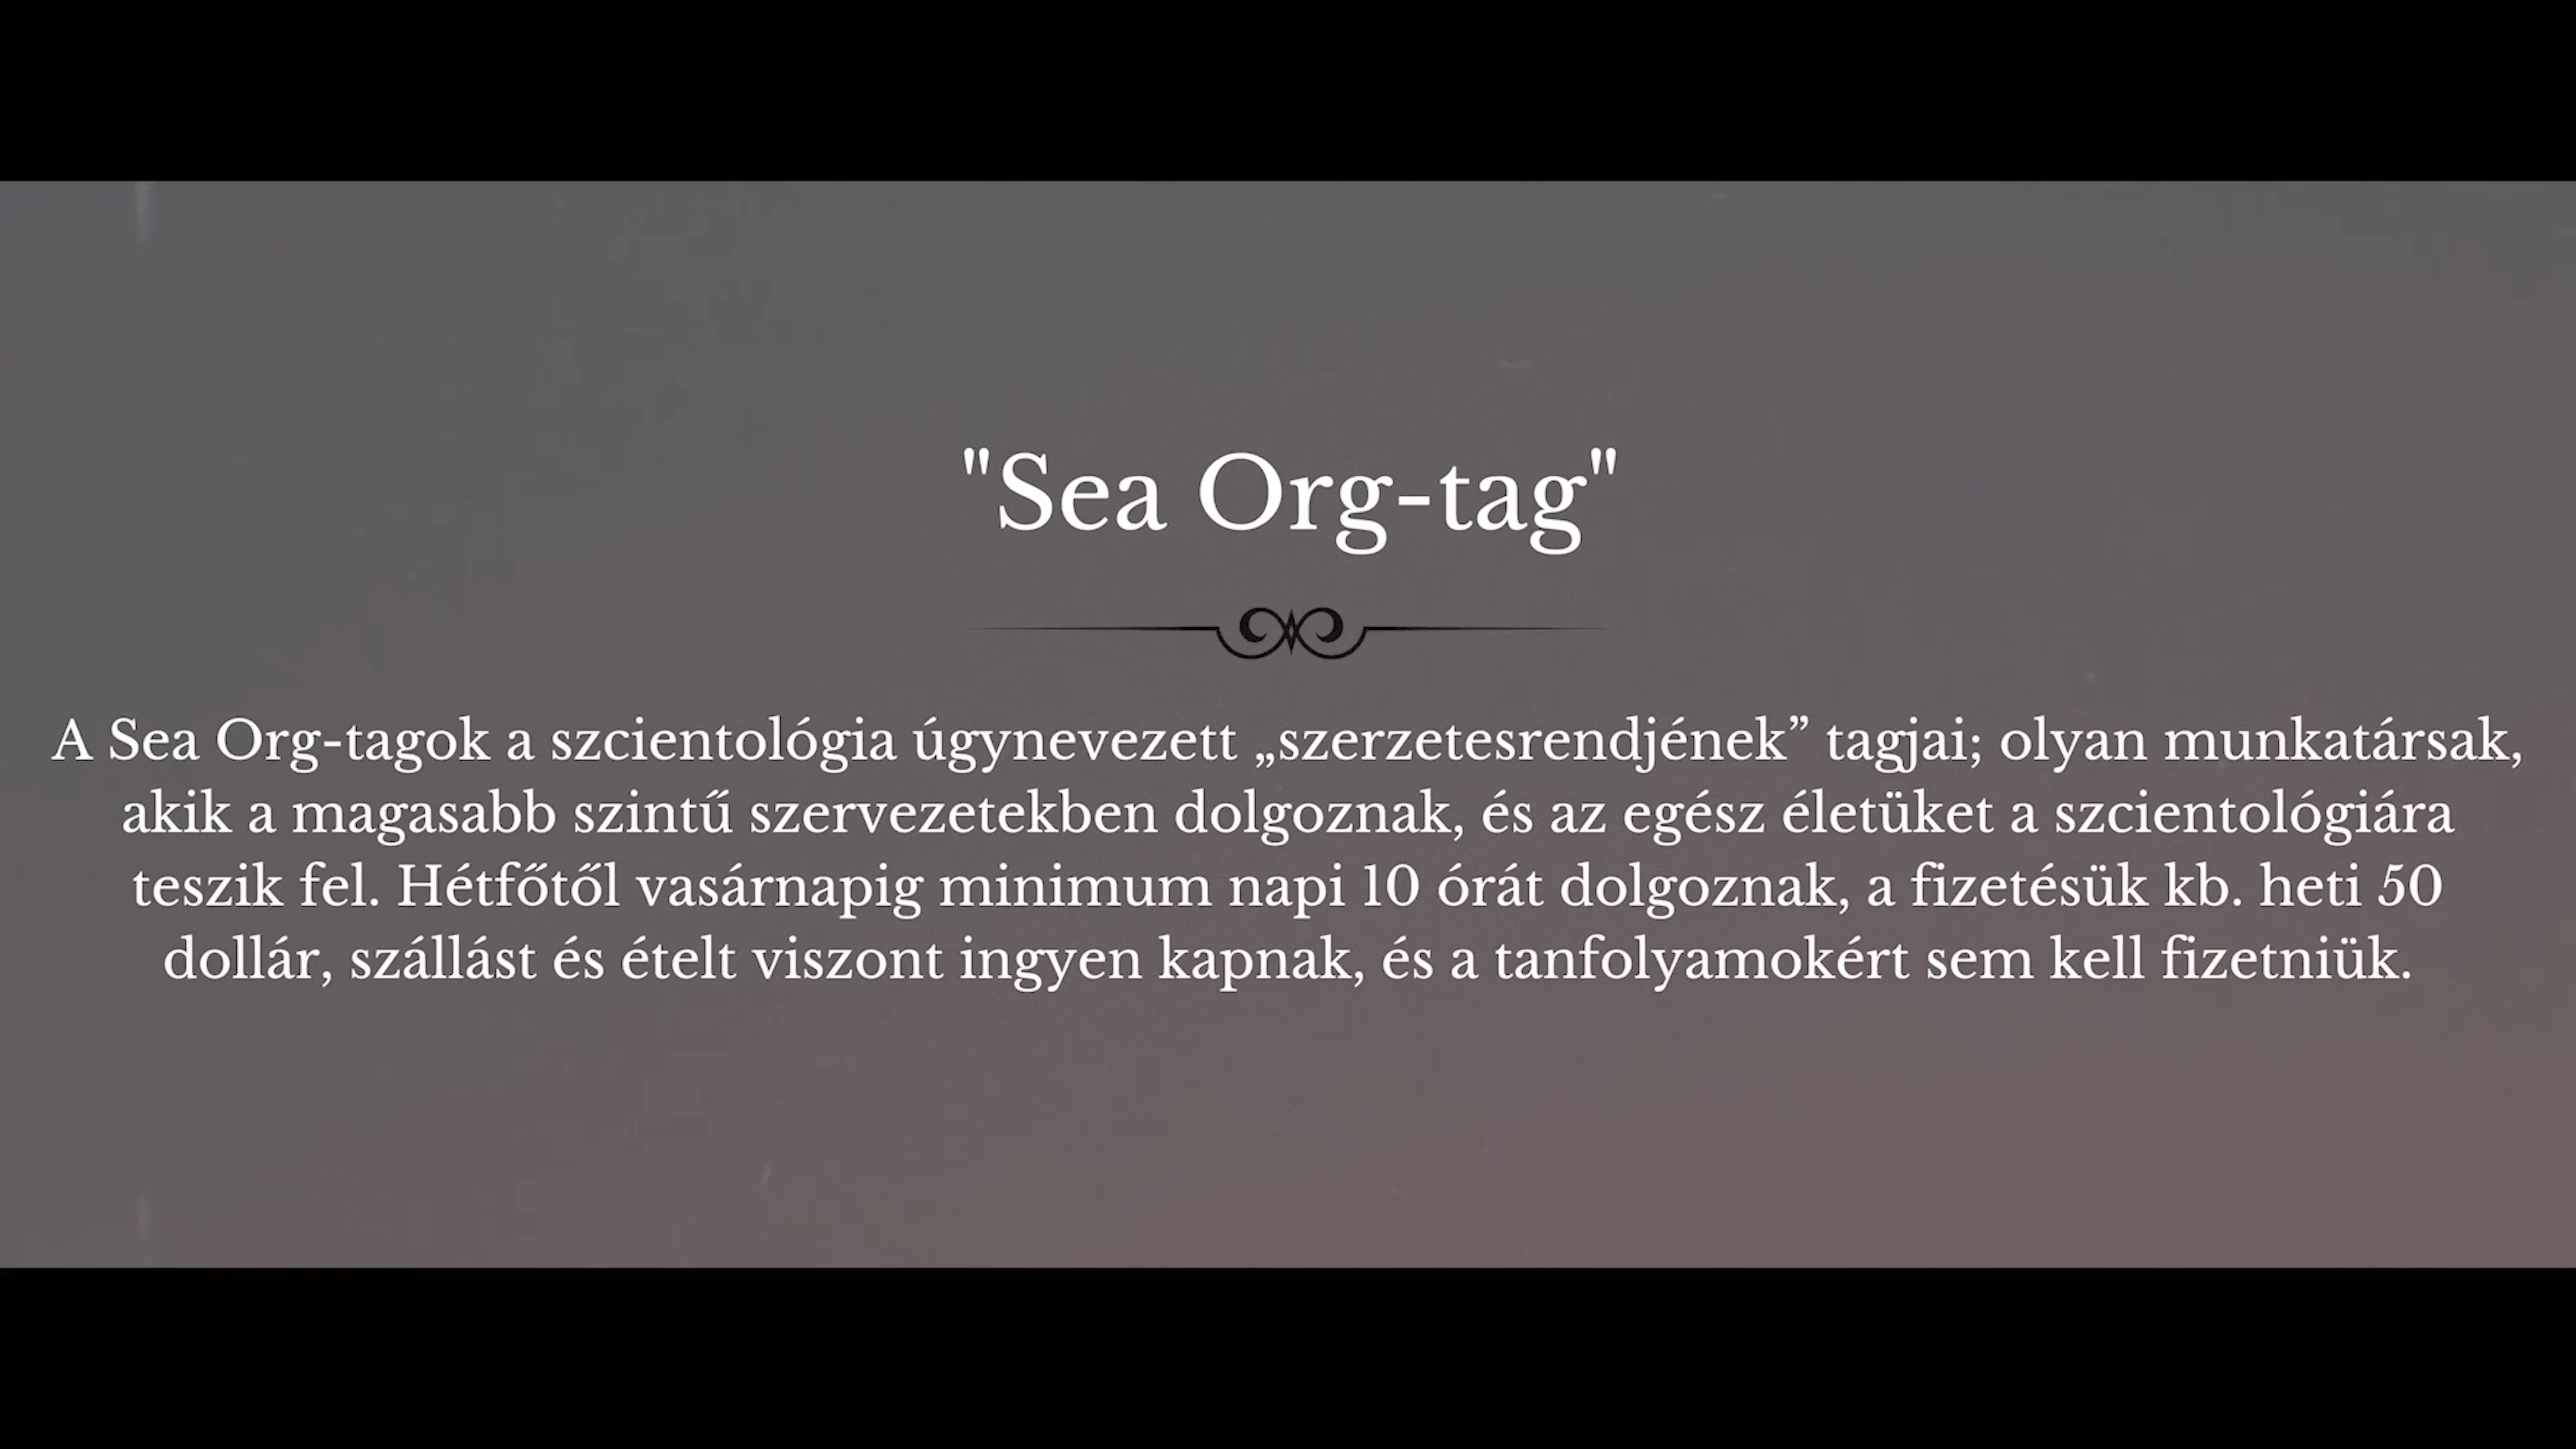 "Sea Org-tag"
A Sea Org-tagok a szcientológia úgynevezett „szerzetesrendjének” tagjai; olyan munkatársak,
akik a magasabb szintű szervezetekben dolgoznak, és az egész életüket a szcientológiára
teszik fel. Hétfőtől vasárnapig minimum napi 10 órát dolgoznak, a fizetésük kb. heti 50
dollár, szállást és ételt viszont ingyen kapnak, és a tanfolyamokért sem kell fizetniük.